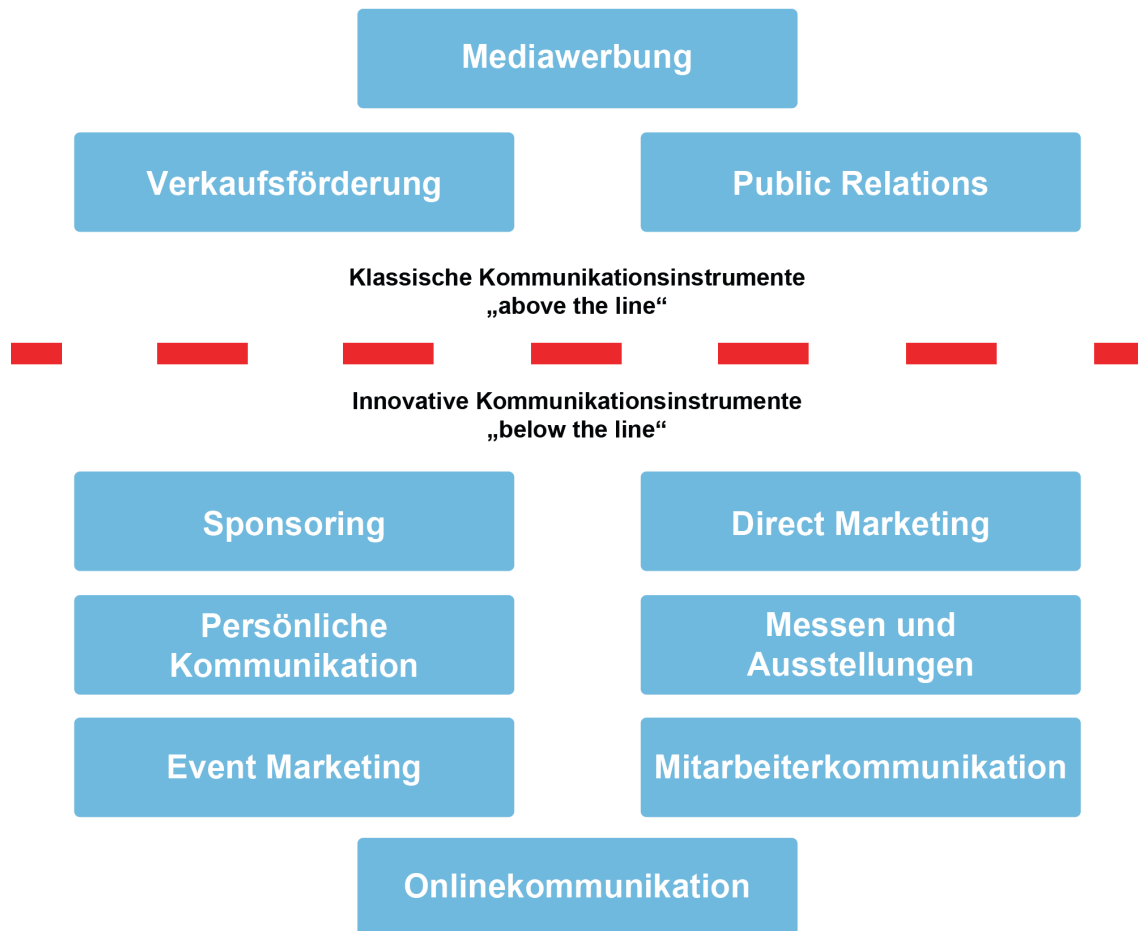 Mediawerbung
Verkaufsförderung
Public Relations
Klassische Kommunikationsinstrumente
„above the line“
Innovative Kommunikationsinstrumente
„below the line“
Sponsoring
Direct Marketing
Persönliche
Kommunikation
Messen und
Ausstellungen
Event Marketing
Mitarbeiterkommunikation
Onlinekommunikation